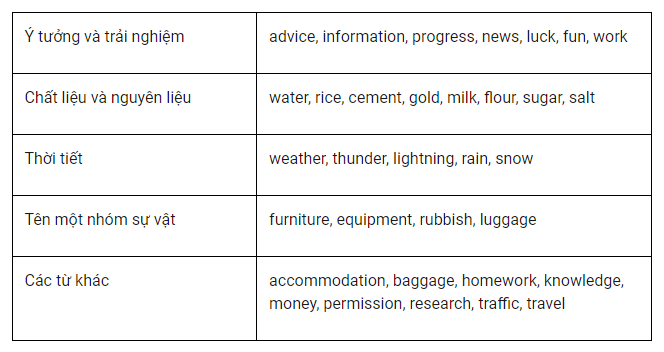 Ý tưởng và trải nghiệm
advice, information, progress, news, luck, fun, work
Chất liệu và nguyên liệu
water, rice, cement, gold, milk, flour, sugar, salt
Thời tiết
weather, thunder, lightning, rain, snow
Tên một nhóm sự vật
furniture, equipment, rubbish, luggage
Các từ khác
accommodation, baggage, homework, knowledge,
money, permission, research, traffic, travel